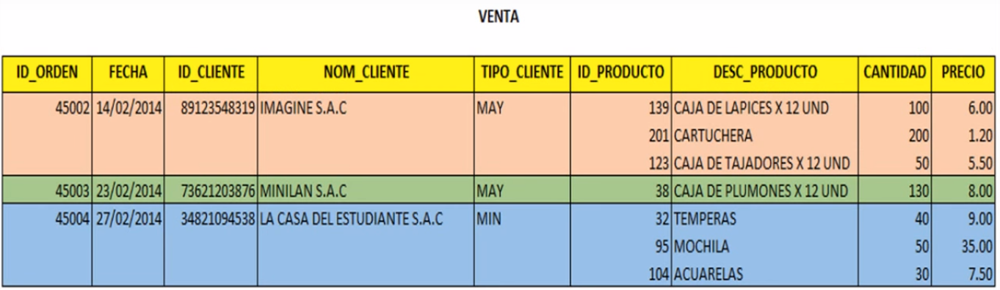 VENTA
ID_ORDEN FECHA ID_CLIENTE NOM_CLIENTE TIPO_CLIENTE ID_PRODUCTO DESC_PRODUCTO CANTIDAD PRECIO
45002 14/02/2014 89123548319 IMAGINE S.A.C MAY 139 CAJA DE LAPICES X 12 UND 100 6.00
201 CARTUCHERA 200 1.20
123 CAJA DE TAJADORES X 12 UND 50 5.50
45003 23/02/2014 73621203876 MINILAN S.A.C MAY 38 CAJA DE PLUMONES X 12 UND 130 8.00
45004 27/02/2014 34821094538 LA CASA DEL ESTUDIANTE S.A.C MIN 32 TEMPERAS 40 9.00
95 MOCHILA 50 35.00
104 ACUARELAS 30 7.50